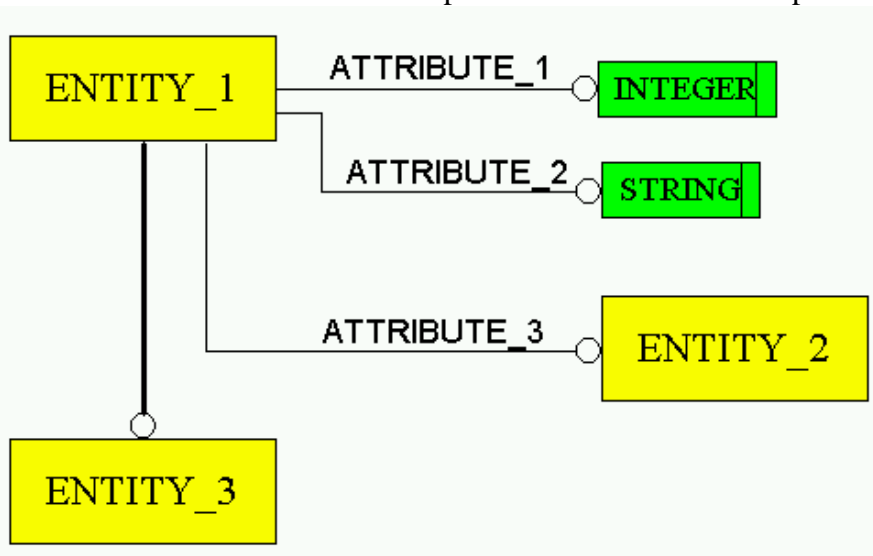 ENTITY_1
ATTRIBUTE_1
INTEGER
ATTRIBUTE_2
STRING
ATTRIBUTE_3
ENTITY_2
ENTITY_3